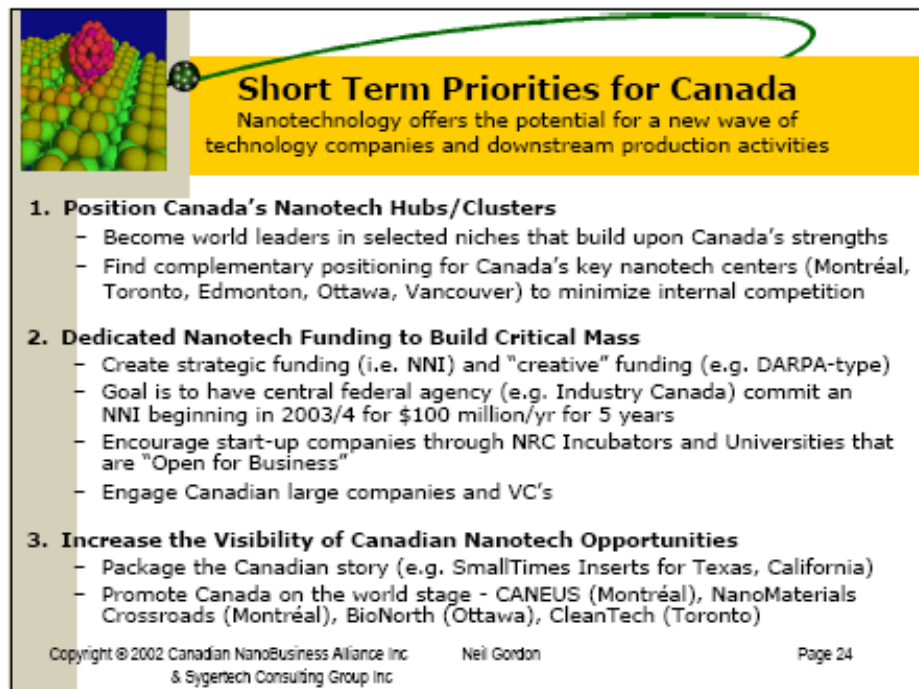 Short Term Priorities for Canada
Nanotechnology offers the potential for a new wave of
technology companies and downstream production activities
1. Position Canada's Nanotech Hubs/Clusters
– Become world leaders in selected niches that build upon Canada's strengths
– Find complementary positioning for Canada's key nanotech centers (Montréal,
Toronto, Edmonton, Ottawa, Vancouver) to minimize internal competition
2. Dedicated Nanotech Funding to Build Critical Mass
– Create strategic funding (i.e. NNI) and "creative" funding (e.g. DARPA-type)
– Goal is to have central federal agency (e.g. Industry Canada) commit an
NNI beginning in 2003/4 for $100 million/yr for 5 years
– Encourage start-up companies through NRC Incubators and Universities that
are "Open for Business"
– Engage Canadian large companies and VC's
3. Increase the Visibility of Canadian Nanotech Opportunities
– Package the Canadian story (e.g. SmallTimes Inserts for Texas, California)
– Promote Canada on the world stage - CANEUS (Montréal), NanoMaterials
Crossroads (Montréal), BioNorth (Ottawa), CleanTech (Toronto)
Copyright © 2002 Canadian NanoBusiness Alliance Inc Neil Gordon Page 24
& Sygertech Consulting Group Inc